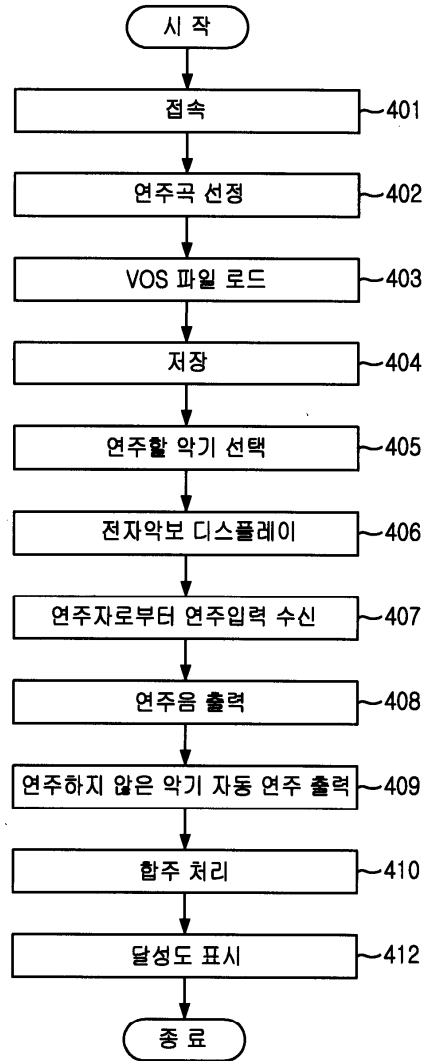 시 작
접속 401
연주곡 선정 402
VOS 파일 로드 403
저장 404
연주할 악기 선택 405
전자악보 디스플레이 406
연주자로부터 연주입력 수신 407
연주음 출력 408
연주하지 않은 악기 자동 연주 출력 409
합주 처리 410
달성도 표시 412
종 료